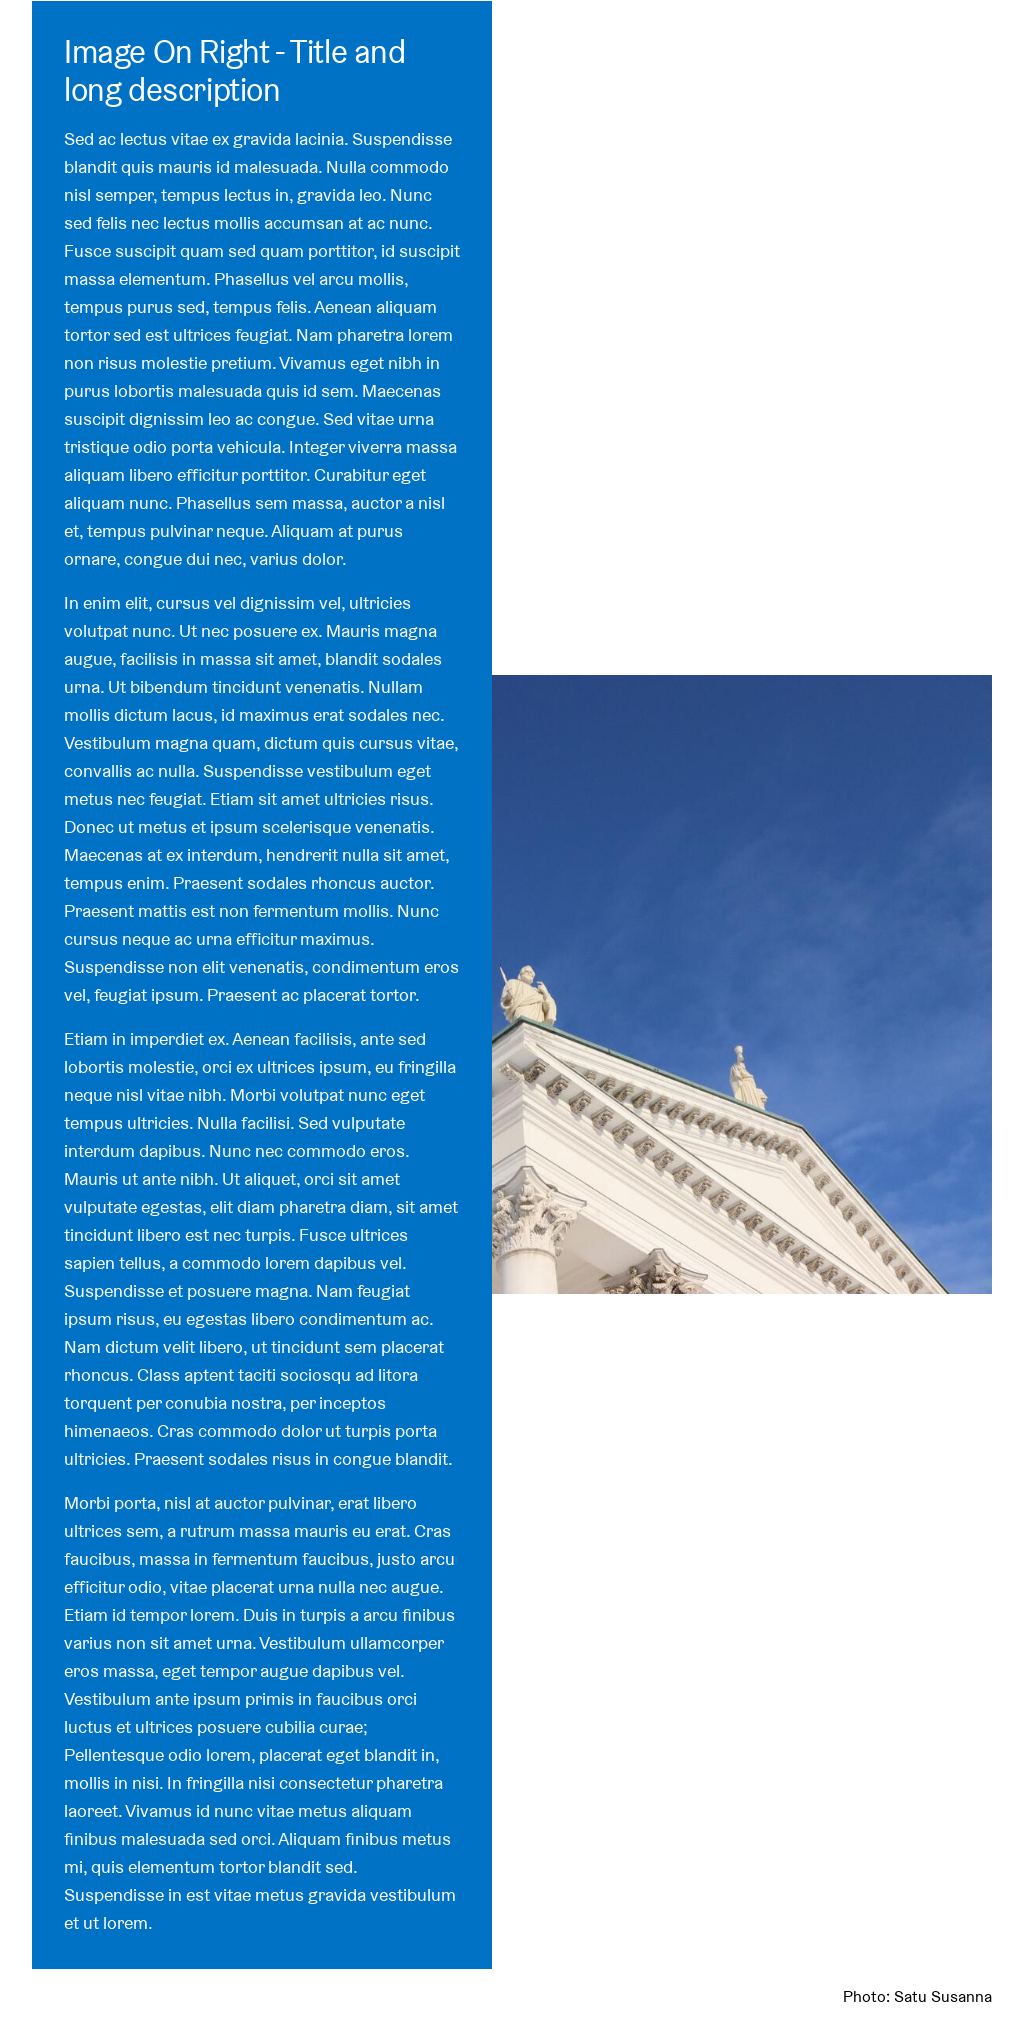 Image On Right - Title and
long description
Sed ac lectus vitae ex gravida lacinia. Suspendisse
blandit quis mauris id malesuada. Nulla commodo
nisl semper, tempus lectus in, gravida leo. Nunc
sed felis nec lectus mollis accumsan at ac nunc.
Fusce suscipit quam sed quam porttitor, id suscipit
massa elementum. Phasellus vel arcu mollis,
tempus purus sed, tempus felis. Aenean aliquam
tortor sed est ultrices feugiat. Nam pharetra lorem
non risus molestie pretium. Vivamus eget nibh in
purus lobortis malesuada quis id sem. Maecenas
suscipit dignissim leo ac congue. Sed vitae urna
tristique odio porta vehicula. Integer viverra massa
aliquam libero efficitur porttitor. Curabitur eget
aliquam nunc. Phasellus sem massa, auctor a nisl
et, tempus pulvinar neque. Aliquam at purus
ornare, congue dui nec, varius dolor.
In enim elit, cursus vel dignissim vel, ultricies
volutpat nunc. Ut nec posuere ex. Mauris magna
augue, facilisis in massa sit amet, blandit sodales
urna. Ut bibendum tincidunt venenatis. Nullam
mollis dictum lacus, id maximus erat sodales nec.
Vestibulum magna quam, dictum quis cursus vitae,
convallis ac nulla. Suspendisse vestibulum eget
metus nec feugiat. Etiam sit amet ultricies risus.
Donec ut metus et ipsum scelerisque venenatis.
Maecenas at ex interdum, hendrerit nulla sit amet,
tempus enim. Praesent sodales rhoncus auctor.
Praesent mattis est non fermentum mollis. Nunc
cursus neque ac urna efficitur maximus.
Suspendisse non elit venenatis, condimentum eros
vel, feugiat ipsum. Praesent ac placerat tortor.
Etiam in imperdiet ex. Aenean facilisis, ante sed
lobortis molestie, orci ex ultrices ipsum, eu fringilla
neque nisl vitae nibh. Morbi volutpat nunc eget
tempus ultricies. Nulla facilisi. Sed vulputate
interdum dapibus. Nunc nec commodo eros.
Mauris ut ante nibh. Ut aliquet, orci sit amet
vulputate egestas, elit diam pharetra diam, sit amet
tincidunt libero est nec turpis. Fusce ultrices
sapien tellus, a commodo lorem dapibus vel.
Suspendisse et posuere magna. Nam feugiat
ipsum risus, eu egestas libero condimentum ac.
Nam dictum velit libero, ut tincidunt sem placerat
rhoncus. Class aptent taciti sociosqu ad litora
torquent per conubia nostra, per inceptos
himenaeos. Cras commodo dolor ut turpis porta
ultricies. Praesent sodales risus in congue blandit.
Morbi porta, nisl at auctor pulvinar, erat libero
ultrices sem, a rutrum massa mauris eu erat. Cras
faucibus, massa in fermentum faucibus, justo arcu
efficitur odio, vitae placerat urna nulla nec augue.
Etiam id tempor lorem. Duis in turpis a arcu finibus
varius non sit amet urna. Vestibulum ullamcorper
eros massa, eget tempor augue dapibus vel.
Vestibulum ante ipsum primis in faucibus orci
luctus et ultrices posuere cubilia curae;
Pellentesque odio lorem, placerat eget blandit in,
mollis in nisi. In fringilla nisi consectetur pharetra
laoreet. Vivamus id nunc vitae metus aliquam
finibus malesuada sed orci. Aliquam finibus metus
mi, quis elementum tortor blandit sed.
Suspendisse in est vitae metus gravida vestibulum
et ut lorem.
Photo: Satu Susanna